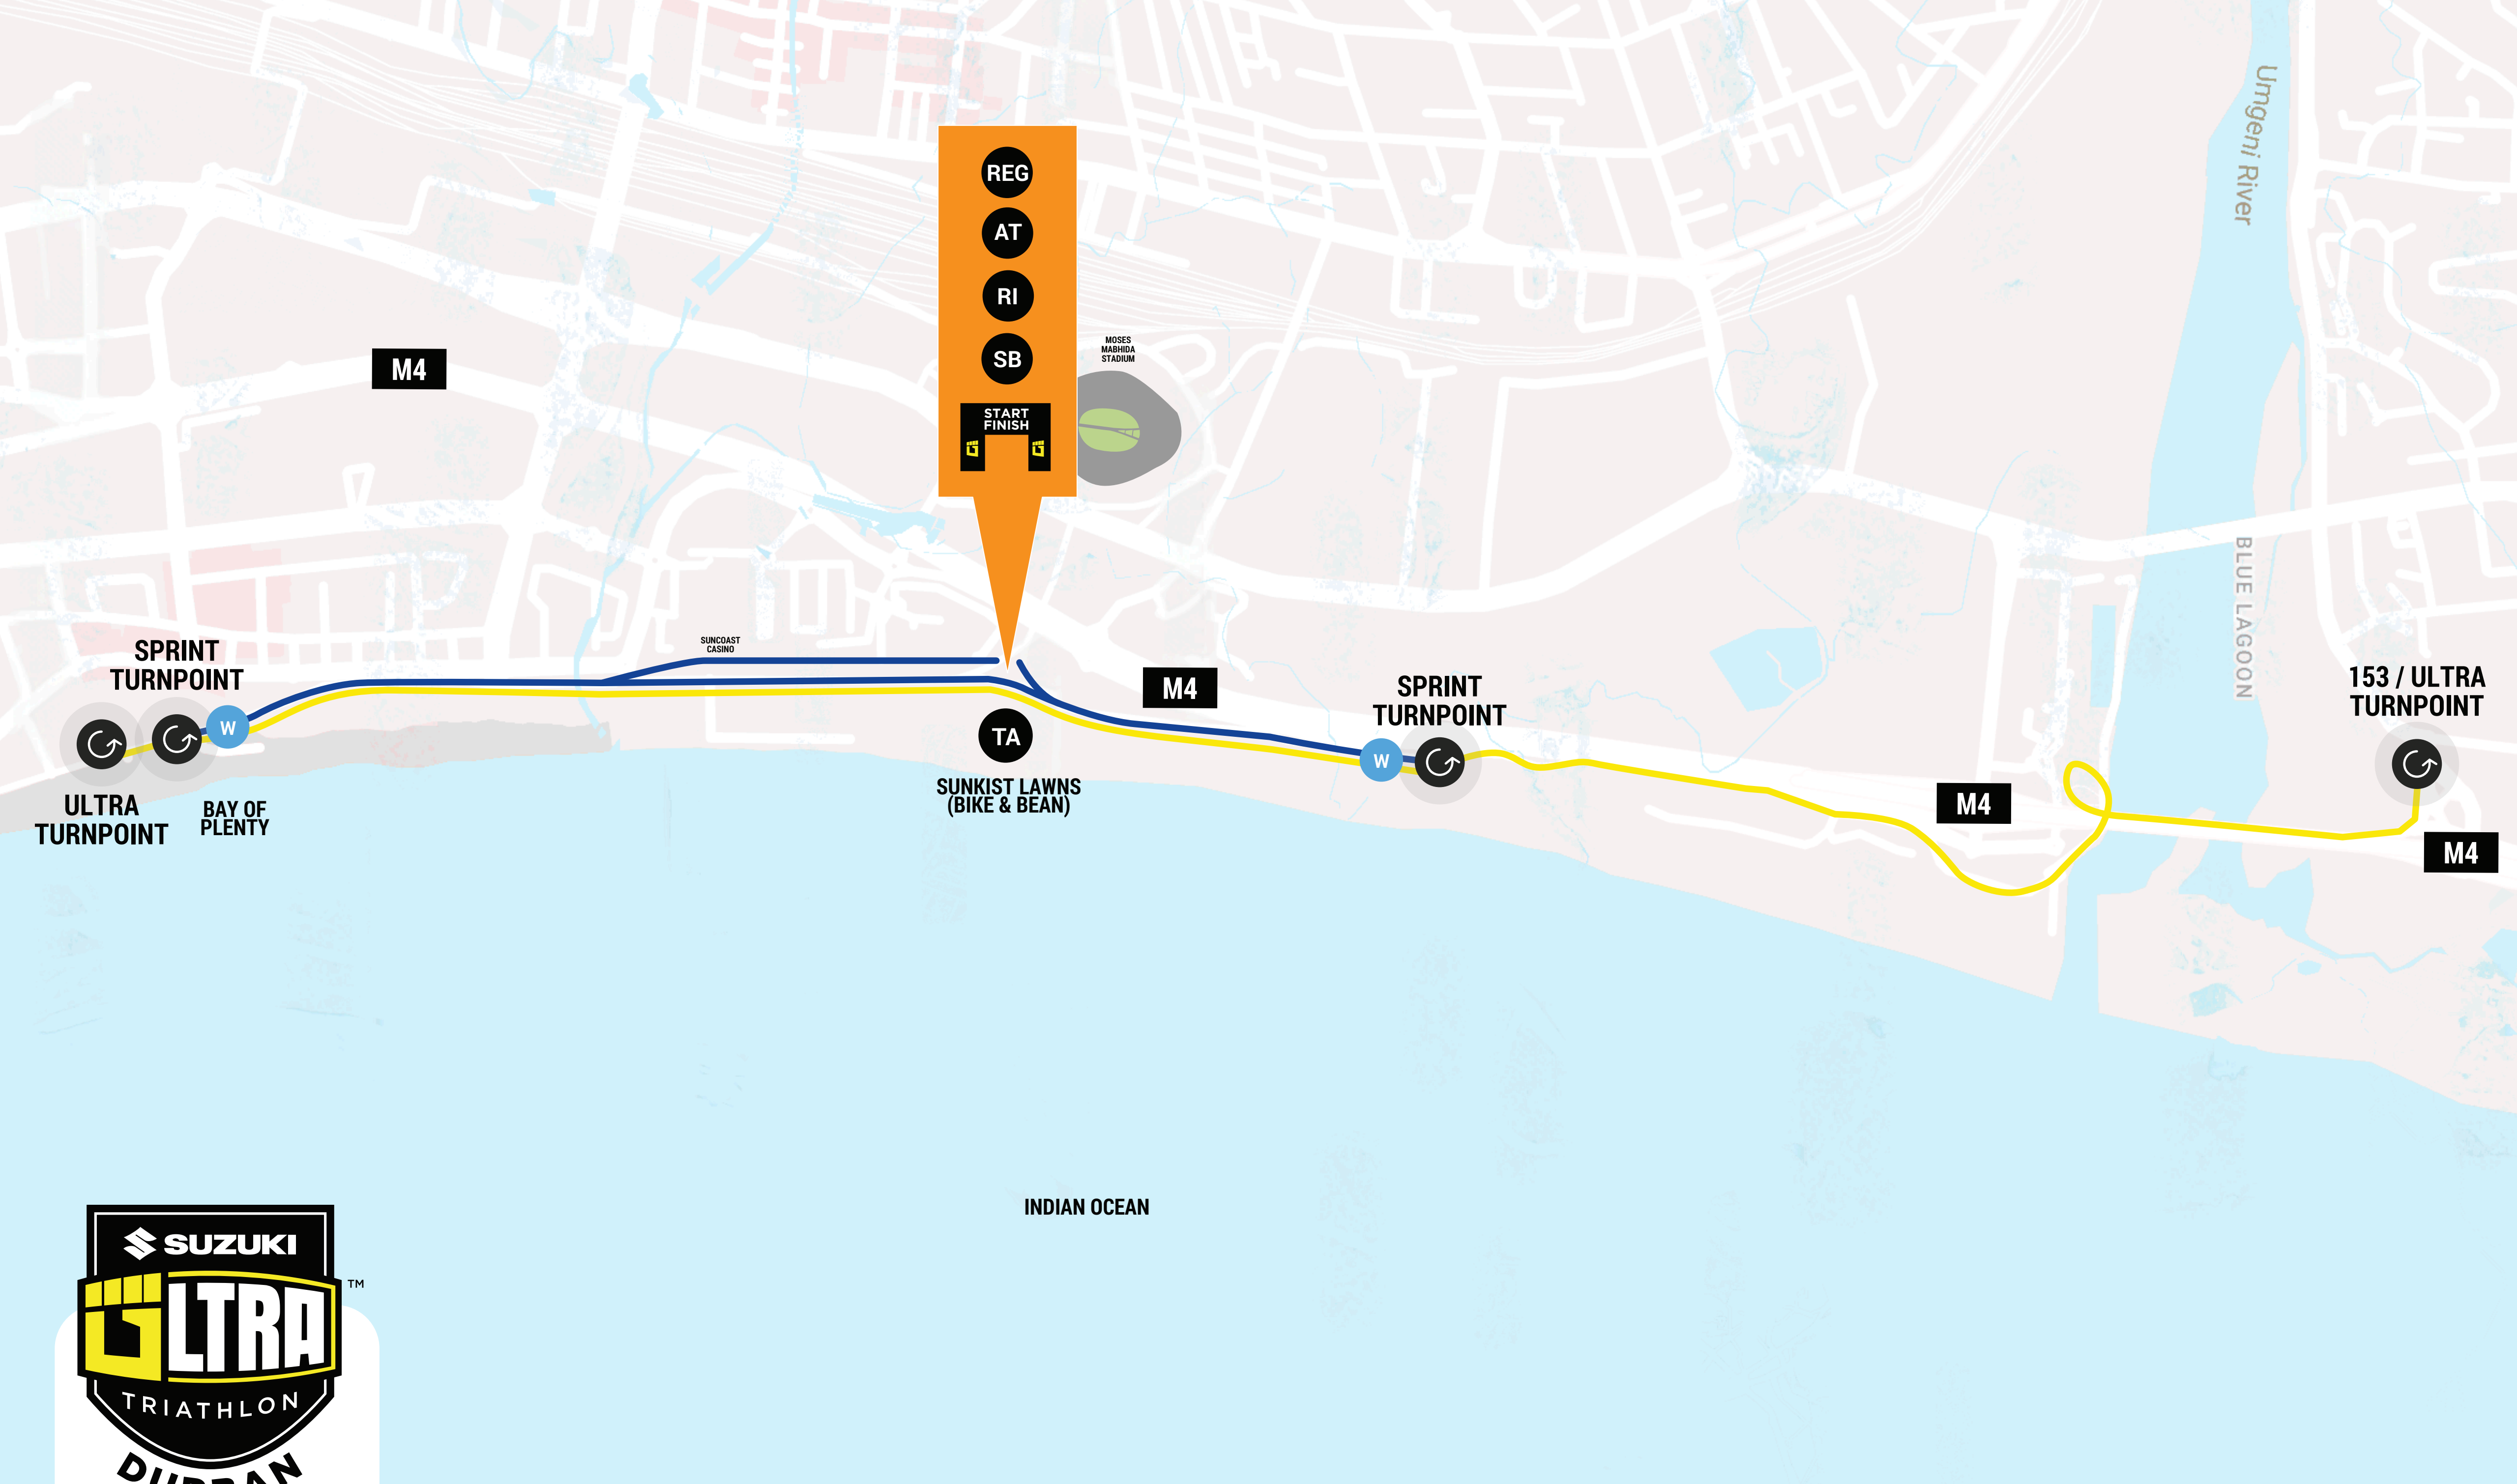 Umgeni River
REG
AT
RI
SB
START
FINISH
MOSES
MABHIDA
STADIUM
M4
BLUE LAGOON
SUNCOAST
CASINO
SPRINT
TURNPOINT
W
ULTRA
TURNPOINT
BAY OF
PLENTY
TA
SUNKIST LAWNS
(BIKE & BEAN)
M4
SPRINT
TURNPOINT
W
M4
153 / ULTRA
TURNPOINT
M4
INDIAN OCEAN
SUZUKI
ULTRA
TM
TRIATHLON
DURBAN